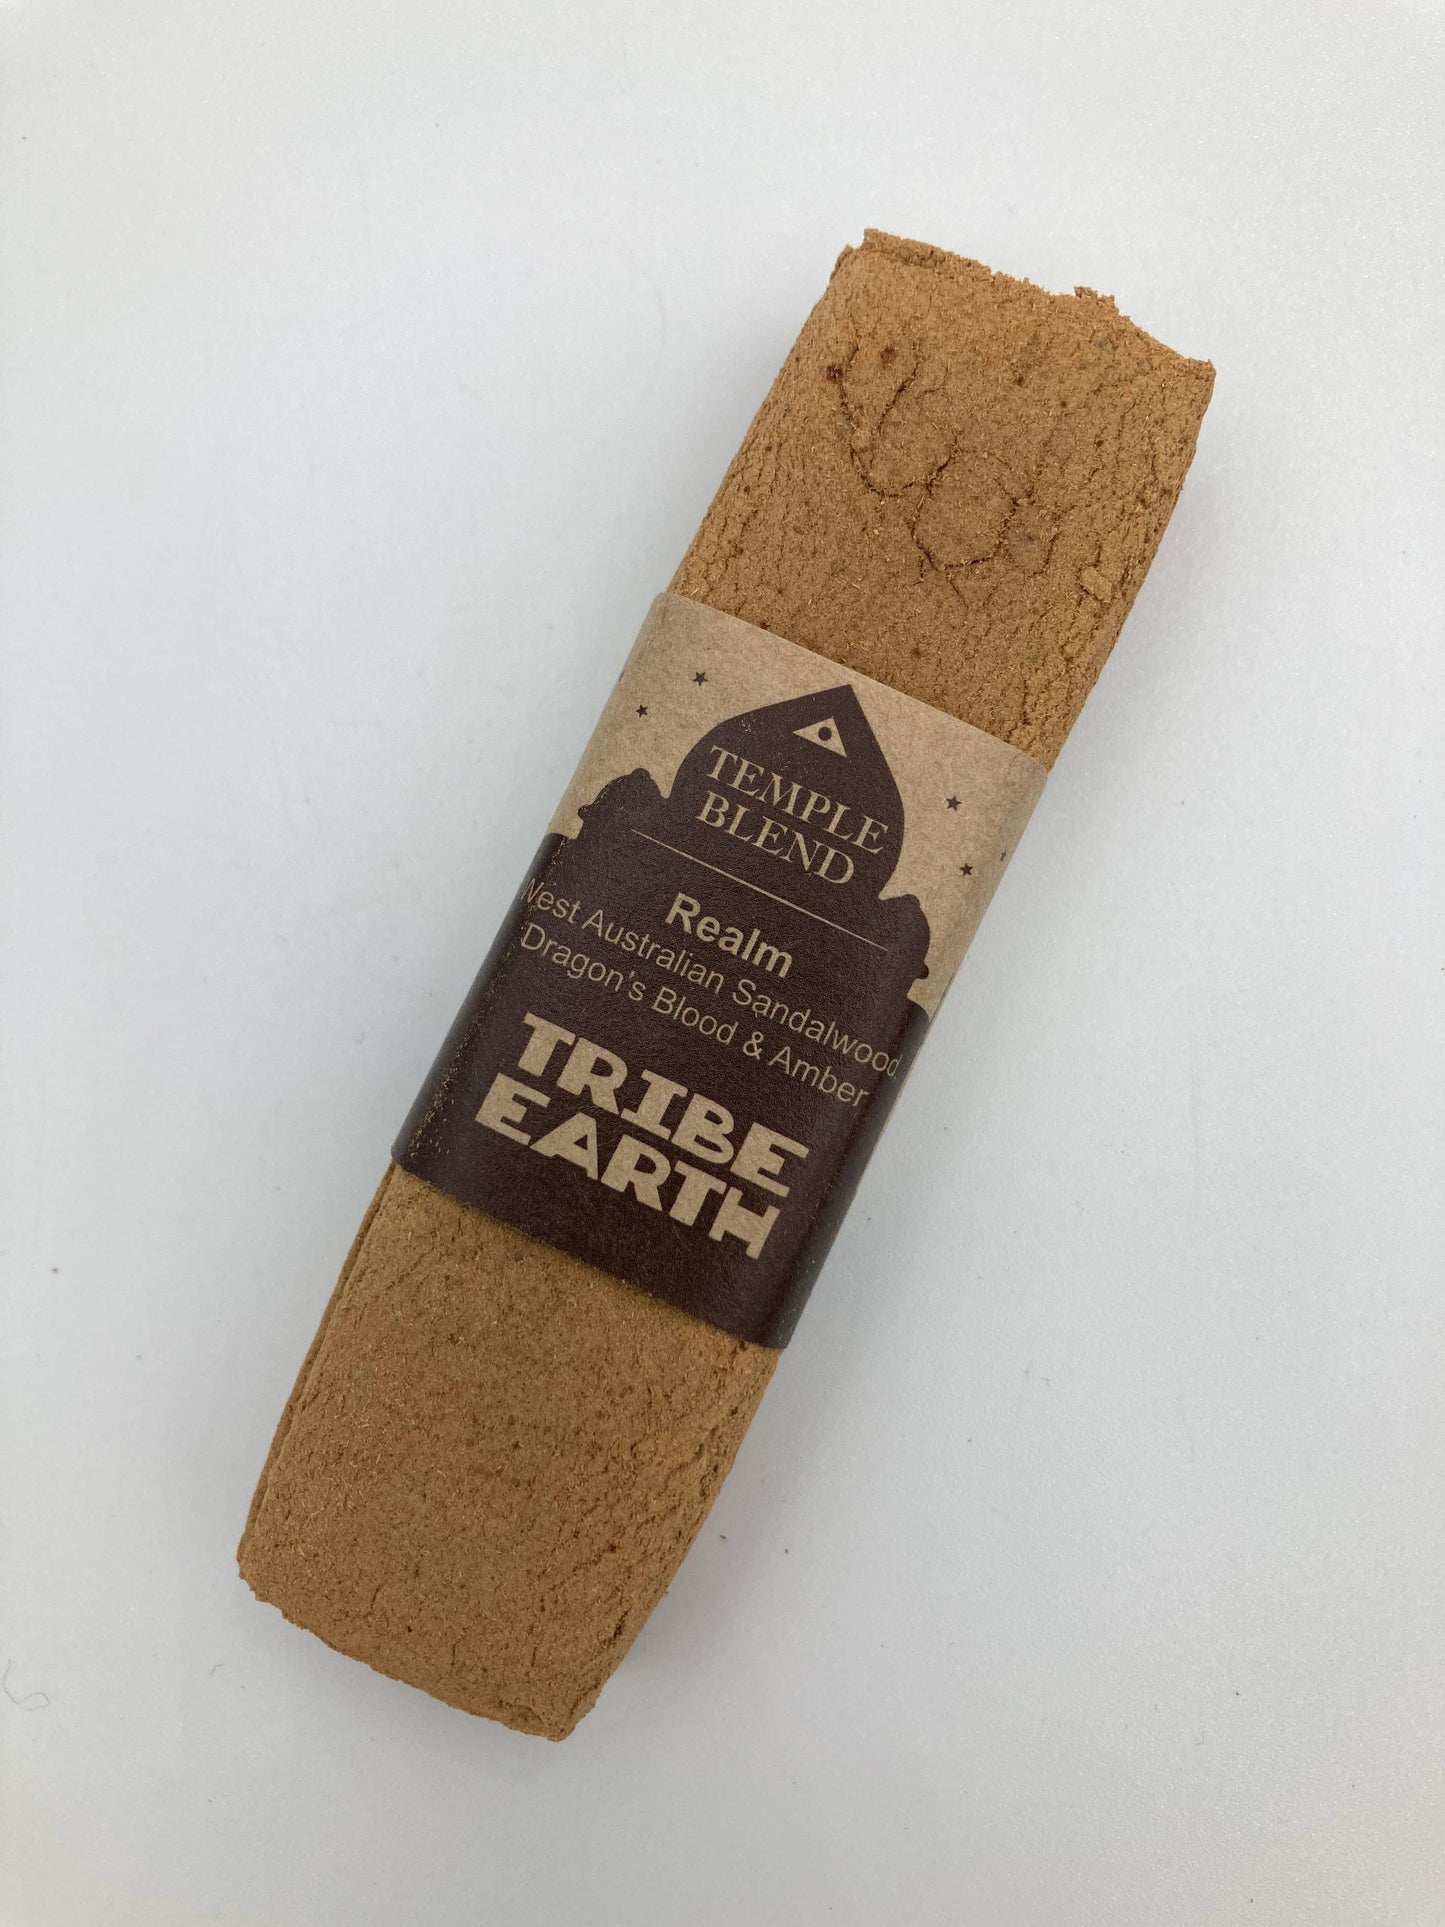 TEMPLE
BLEND
Realm
West Australian Sandalwood,
Dragon's Blood & Amber
TRIBE
EARTH